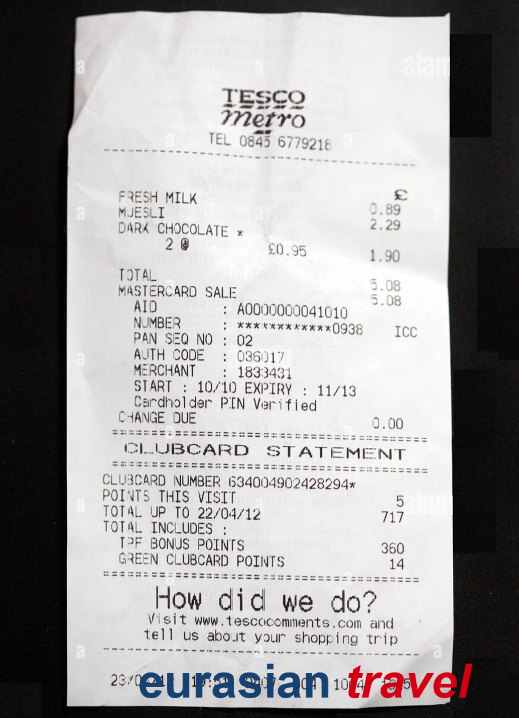 TESCO
metro
TEL 0845 6779218
£
FRESH MILK 0.89
MUESLI 2.29
DARK CHOCOLATE *
2 @ £0.95 1.90
TOTAL 5.08
MASTERCARD SALE 5.08
AID : A0000000041010
NUMBER : ************0938 ICC
PAN SEQ NO : 02
AUTH CODE : 036017
MERCHANT : 1833431
START : 10/10 EXPIRY : 11/13
Cardholder PIN Verified
CHANGE DUE 0.00
CLUBCARD STATEMENT
CLUBCARD NUMBER 634004902428294*
POINTS THIS VISIT 5
TOTAL UP TO 22/04/12 717
TOTAL INCLUDES :
TPF BONUS POINTS 360
GREEN CLUBCARD POINTS 14
How did we do?
Visit www.tescocomments.com and
tell us about your shopping trip
eurasian travel